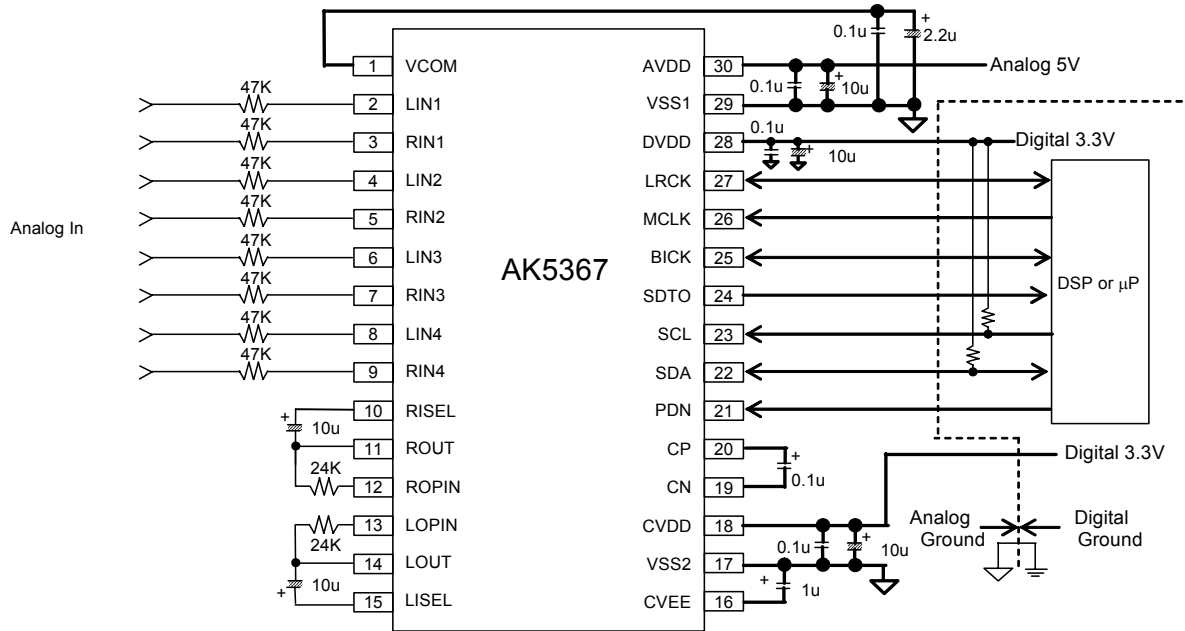 0.1u
+
2.2u
1 VCOM
AVDD 30
Analog 5V
47K
2 LIN1
0.1u
+
10u
VSS1 29
47K
3 RIN1
0.1u
+
10u
DVDD 28
Digital 3.3V
47K
4 LIN2
LRCK 27
47K
5 RIN2
MCLK 26
Analog In
47K
6 LIN3
BICK 25
AK5367
DSP or μP
47K
7 RIN3
SDTO 24
47K
8 LIN4
SCL 23
47K
9 RIN4
SDA 22
10 RISEL
PDN 21
+
10u
11 ROUT
CP 20
+
0.1u
Digital 3.3V
24K
12 ROPIN
CN 19
13 LOPIN
24K
CVDD 18
0.1u
+
10u
Analog
Ground
Digital
Ground
14 LOUT
VSS2 17
+
10u
15 LISEL
CVEE 16
+
1u